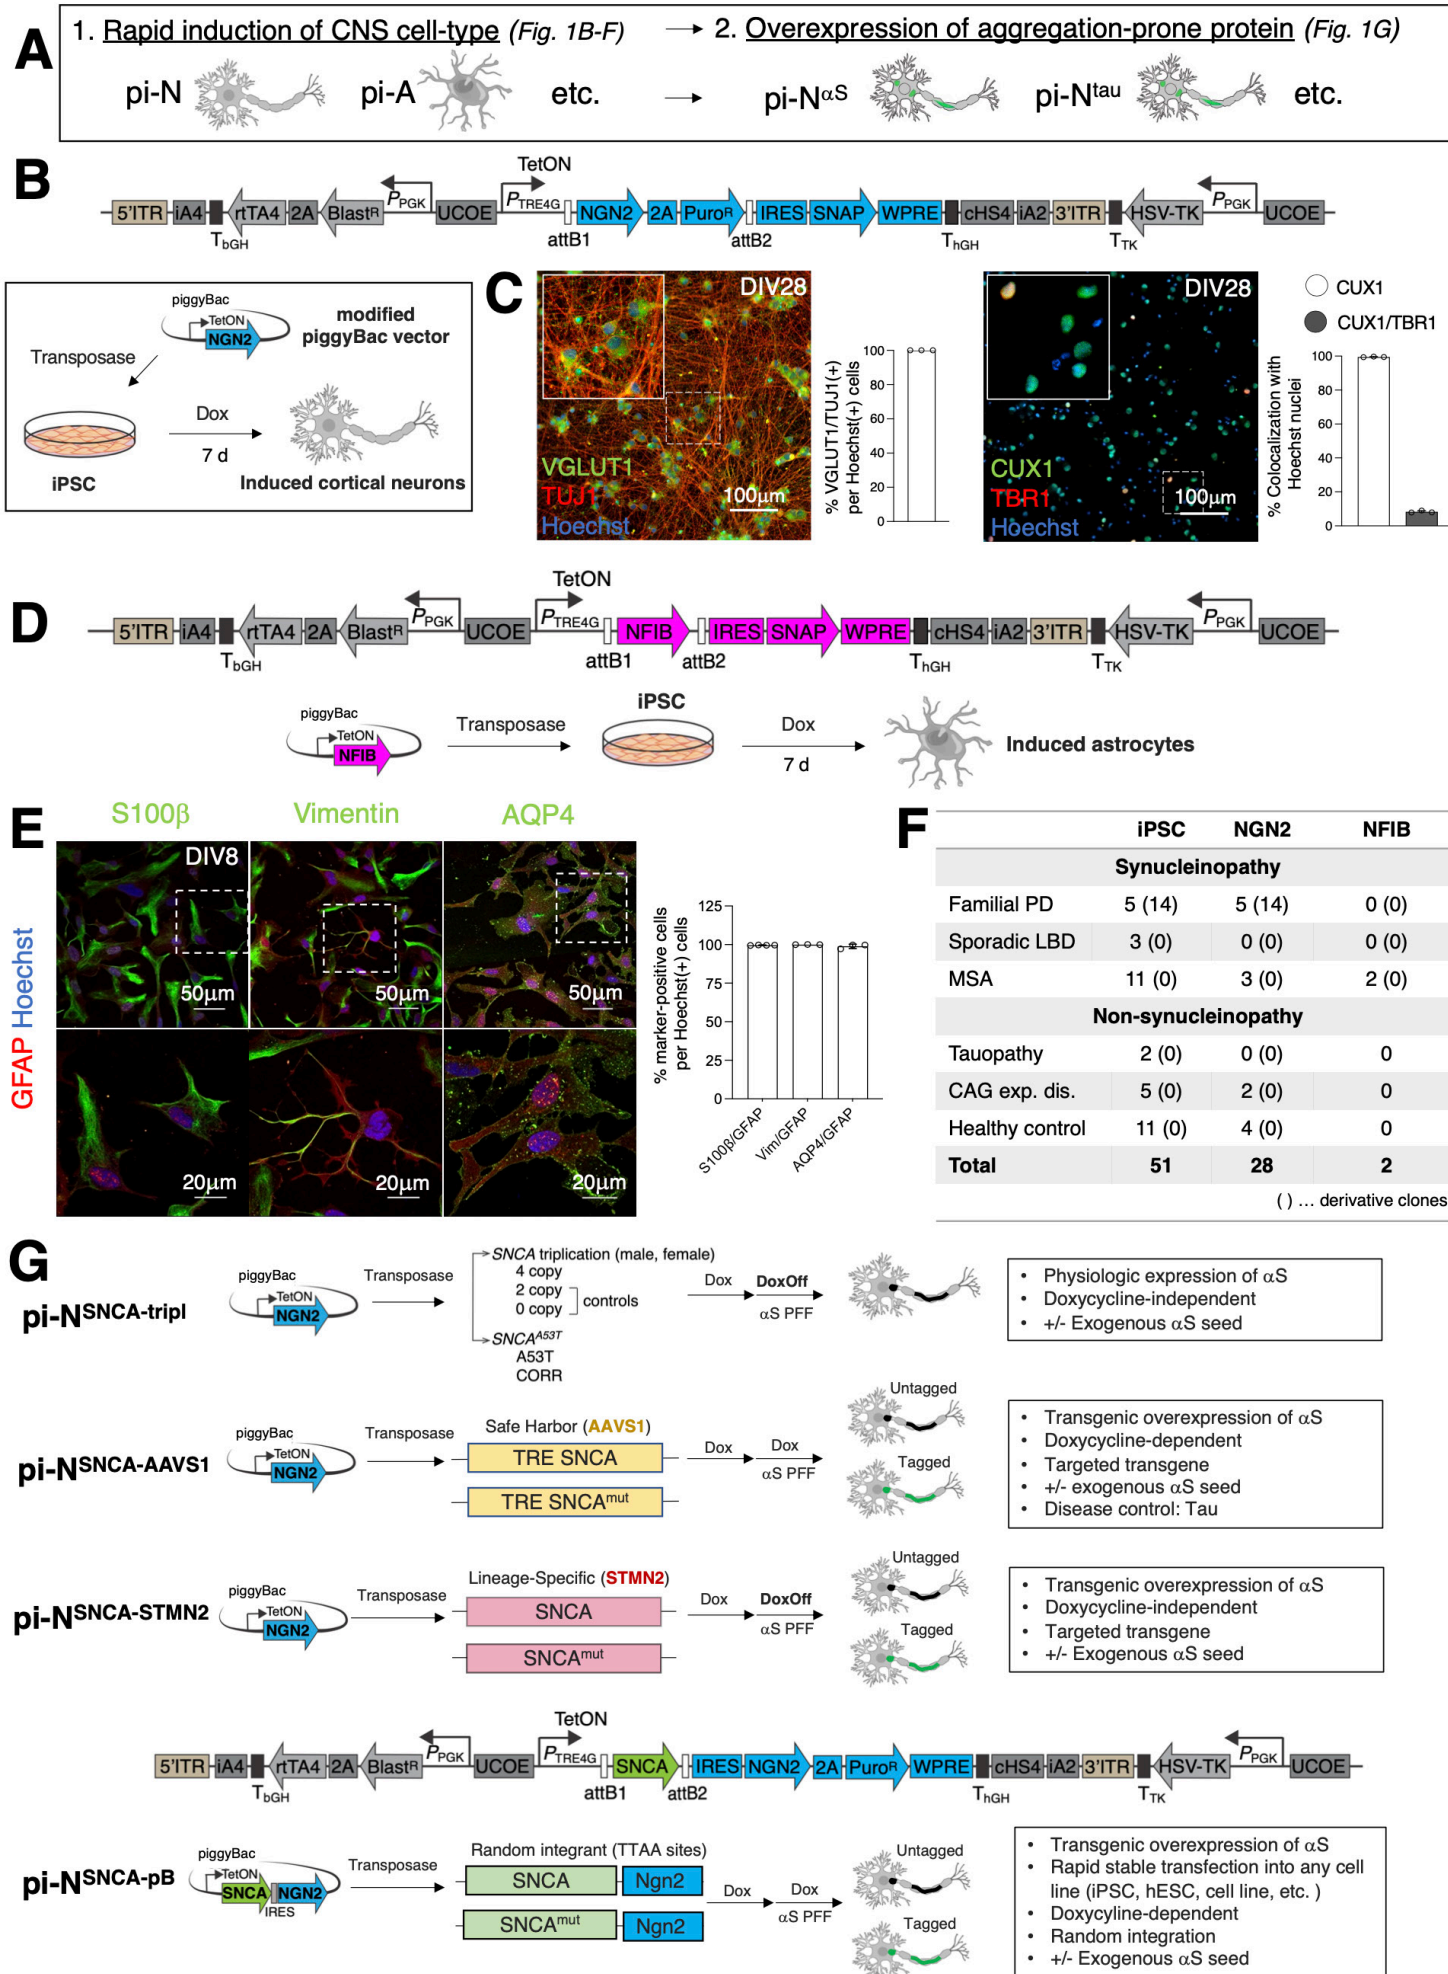 A
1. Rapid induction of CNS cell-type (Fig. 1B-F)
2. Overexpression of aggregation-prone protein (Fig. 1G)
pi-N
pi-A
etc.
pi-NαS
pi-Ntau
etc.
B
TetON
5'ITR iA4 rtTA4 2A BlastR PPGK UCOE PTRE4G NGN2 2A PuroR IRES SNAP WPRE cHS4 iA2 3'ITR HSV-TK PPGK UCOE
TbGH attB1 attB2 ThGH TTK
piggyBac
TetON
NGN2
modified
piggyBac vector
Transposase
Dox
7 d
iPSC
Induced cortical neurons
C
DIV28
VGLUT1
TUJ1
Hoechst
100μm
% VGLUT1/TUJ1(+)
per Hoechst(+) cells
100
80
60
40
20
0
DIV28
CUX1
TBR1
Hoechst
100μm
CUX1
CUX1/TBR1
% Colocalization with
Hoechst nuclei
100
80
60
40
20
0
D
TetON
5'ITR iA4 rtTA4 2A BlastR PPGK UCOE PTRE4G NFIB IRES SNAP WPRE cHS4 iA2 3'ITR HSV-TK PPGK UCOE
TbGH attB1 attB2 ThGH TTK
piggyBac
TetON
NFIB
Transposase
iPSC
Dox
7 d
Induced astrocytes
E
S100β Vimentin AQP4
GFAP Hoechst
DIV8
50μm 50μm 50μm
20μm 20μm 20μm
% marker-positive cells
per Hoechst(+) cells
125
100
75
50
25
0
S100β/GFAP
Vim/GFAP
AQP4/GFAP
F
iPSC NGN2 NFIB
Synucleinopathy
Familial PD 5 (14) 5 (14) 0 (0)
Sporadic LBD 3 (0) 0 (0) 0 (0)
MSA 11 (0) 3 (0) 2 (0)
Non-synucleinopathy
Tauopathy 2 (0) 0 (0) 0
CAG exp. dis. 5 (0) 2 (0) 0
Healthy control 11 (0) 4 (0) 0
Total 51 28 2
( ) ... derivative clones
G
pi-NSNCA-tripl
piggyBac
TetON
NGN2
Transposase
SNCA triplication (male, female)
4 copy
2 copy
0 copy
controls
SNCAA53T
A53T
CORR
Dox
DoxOff
αS PFF
• Physiologic expression of αS
• Doxycycline-independent
• +/- Exogenous αS seed
pi-NSNCA-AAVS1
piggyBac
TetON
NGN2
Transposase
Safe Harbor (AAVS1)
TRE SNCA
TRE SNCAmut
Dox
Dox
αS PFF
Untagged
Tagged
• Transgenic overexpression of αS
• Doxycycline-dependent
• Targeted transgene
• +/- exogenous αS seed
• Disease control: Tau
pi-NSNCA-STMN2
piggyBac
TetON
NGN2
Transposase
Lineage-Specific (STMN2)
SNCA
SNCAmut
Dox
DoxOff
αS PFF
Untagged
Tagged
• Transgenic overexpression of αS
• Doxycycline-independent
• Targeted transgene
• +/- Exogenous αS seed
TetON
5'ITR iA4 rtTA4 2A BlastR PPGK UCOE PTRE4G SNCA IRES NGN2 2A PuroR WPRE cHS4 iA2 3'ITR HSV-TK PPGK UCOE
TbGH attB1 attB2 ThGH TTK
pi-NSNCA-pB
piggyBac
TetON
SNCA NGN2
IRES
Transposase
Random integrant (TTAA sites)
SNCA Ngn2
SNCAmut Ngn2
Dox
Dox
αS PFF
Untagged
Tagged
• Transgenic overexpression of αS
• Rapid stable transfection into any cell
line (iPSC, hESC, cell line, etc. )
• Doxycyline-dependent
• Random integration
• +/- Exogenous αS seed